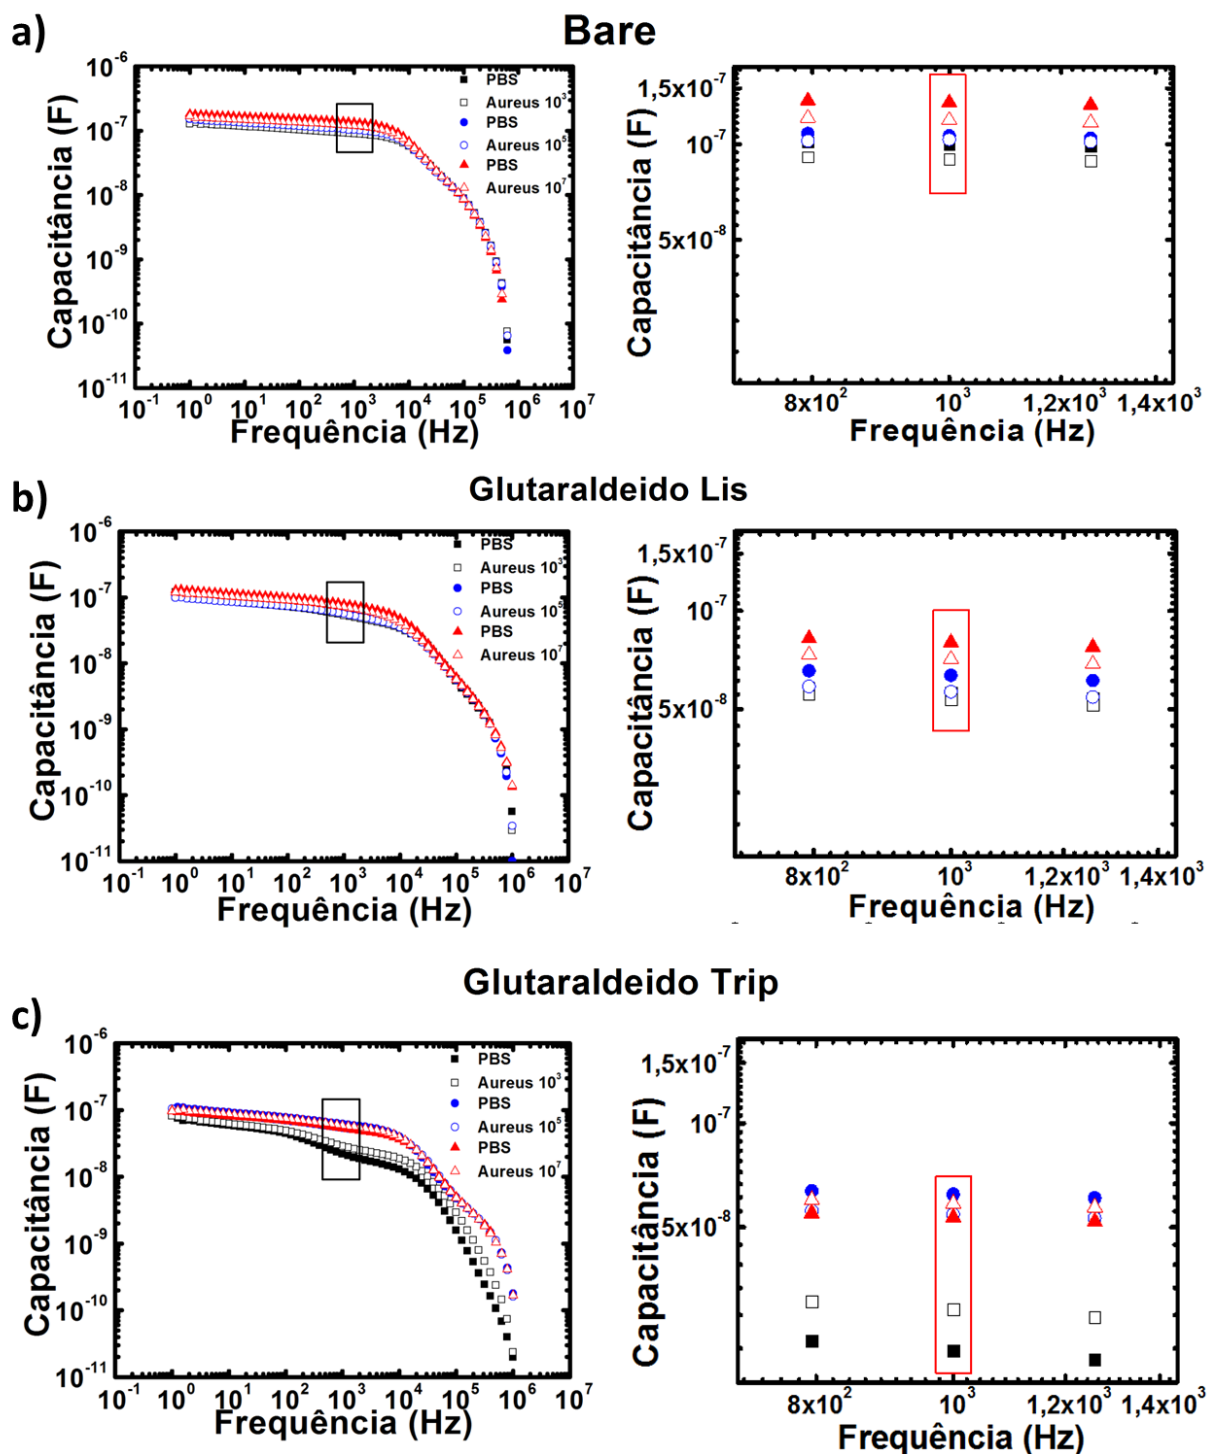 a)
Bare
Capacitância (F)
10⁻⁶
10⁻⁷
10⁻⁸
10⁻⁹
10⁻¹⁰
10⁻¹¹
PBS
Aureus 10³
PBS
Aureus 10⁵
PBS
Aureus 10⁷
10⁻¹ 10⁰ 10¹ 10² 10³ 10⁴ 10⁵ 10⁶ 10⁷
Frequência (Hz)
Capacitância (F)
1,5x10⁻⁷
10⁻⁷
5x10⁻⁸
8x10² 10³ 1,2x10³ 1,4x10³
Frequência (Hz)
b)
Glutaraldeido Lis
Capacitância (F)
10⁻⁶
10⁻⁷
10⁻⁸
10⁻⁹
10⁻¹⁰
10⁻¹¹
PBS
Aureus 10³
PBS
Aureus 10⁵
PBS
Aureus 10⁷
10⁻¹ 10⁰ 10¹ 10² 10³ 10⁴ 10⁵ 10⁶ 10⁷
Frequência (Hz)
Capacitância (F)
1,5x10⁻⁷
10⁻⁷
5x10⁻⁸
8x10² 10³ 1,2x10³ 1,4x10³
Frequência (Hz)
Glutaraldeido Trip
c)
Capacitância (F)
10⁻⁶
10⁻⁷
10⁻⁸
10⁻⁹
10⁻¹⁰
10⁻¹¹
PBS
Aureus 10³
PBS
Aureus 10⁵
PBS
Aureus 10⁷
10⁻¹ 10⁰ 10¹ 10² 10³ 10⁴ 10⁵ 10⁶ 10⁷
Frequência (Hz)
Capacitância (F)
1,5x10⁻⁷
10⁻⁷
5x10⁻⁸
8x10² 10³ 1,2x10³ 1,4x10³
Frequência (Hz)